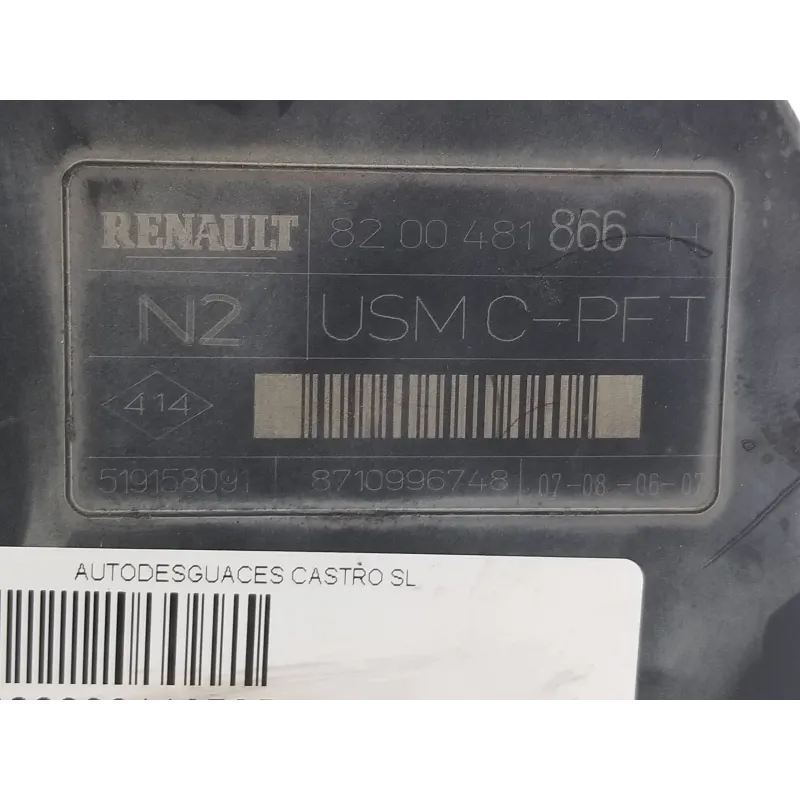 RENAULT 82 00 481 866 H
N2 USM C-PFT
414
519158091 8710996748 07-08-06-07
AUTODESGUACES CASTRO SL